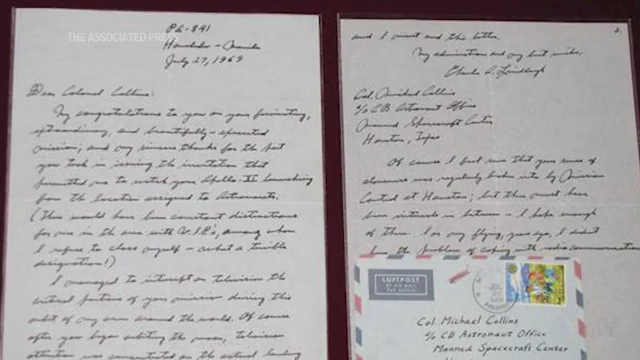 THE ASSOCIATED PRESS
PA-841
Honolulu - Manila
July 27, 1969
Dear Colonel Collins:
My congratulations to you on your fascinating,
extraordinary, and beautifully-executed
mission; and my sincere thanks for the part
you took in issuing the invitation that
permitted me to watch your Apollo 11 launching
from the location assigned to Astronauts.
(There would have been constant distractions
for me in the area with V.I.P.'s, among whom
I refuse to class myself - what a terrible
designation!)
I managed to intercept on television the
critical portions of your mission during this
orbit of my own around the world. Of course
after you began orbiting the moon, television
attention was concentrated on the actual landing
3.
and I must end this letter.
My admiration and my best wishes,
Charles A. Lindbergh
Col. Michael Collins
c/o CB Astronaut Office
Manned Spacecraft Center
Houston, Texas
Of course I feel sure that your sense of
aloneness was regularly broken into by Mission
Control at Houston; but there must have
been intervals in between - I hope enough
of them. In my flying, years ago, I didn't
have the problem of coping with radio communications
LUFTPOST
Col. Michael Collins
c/o CB Astronaut Office
Manned Spacecraft Center